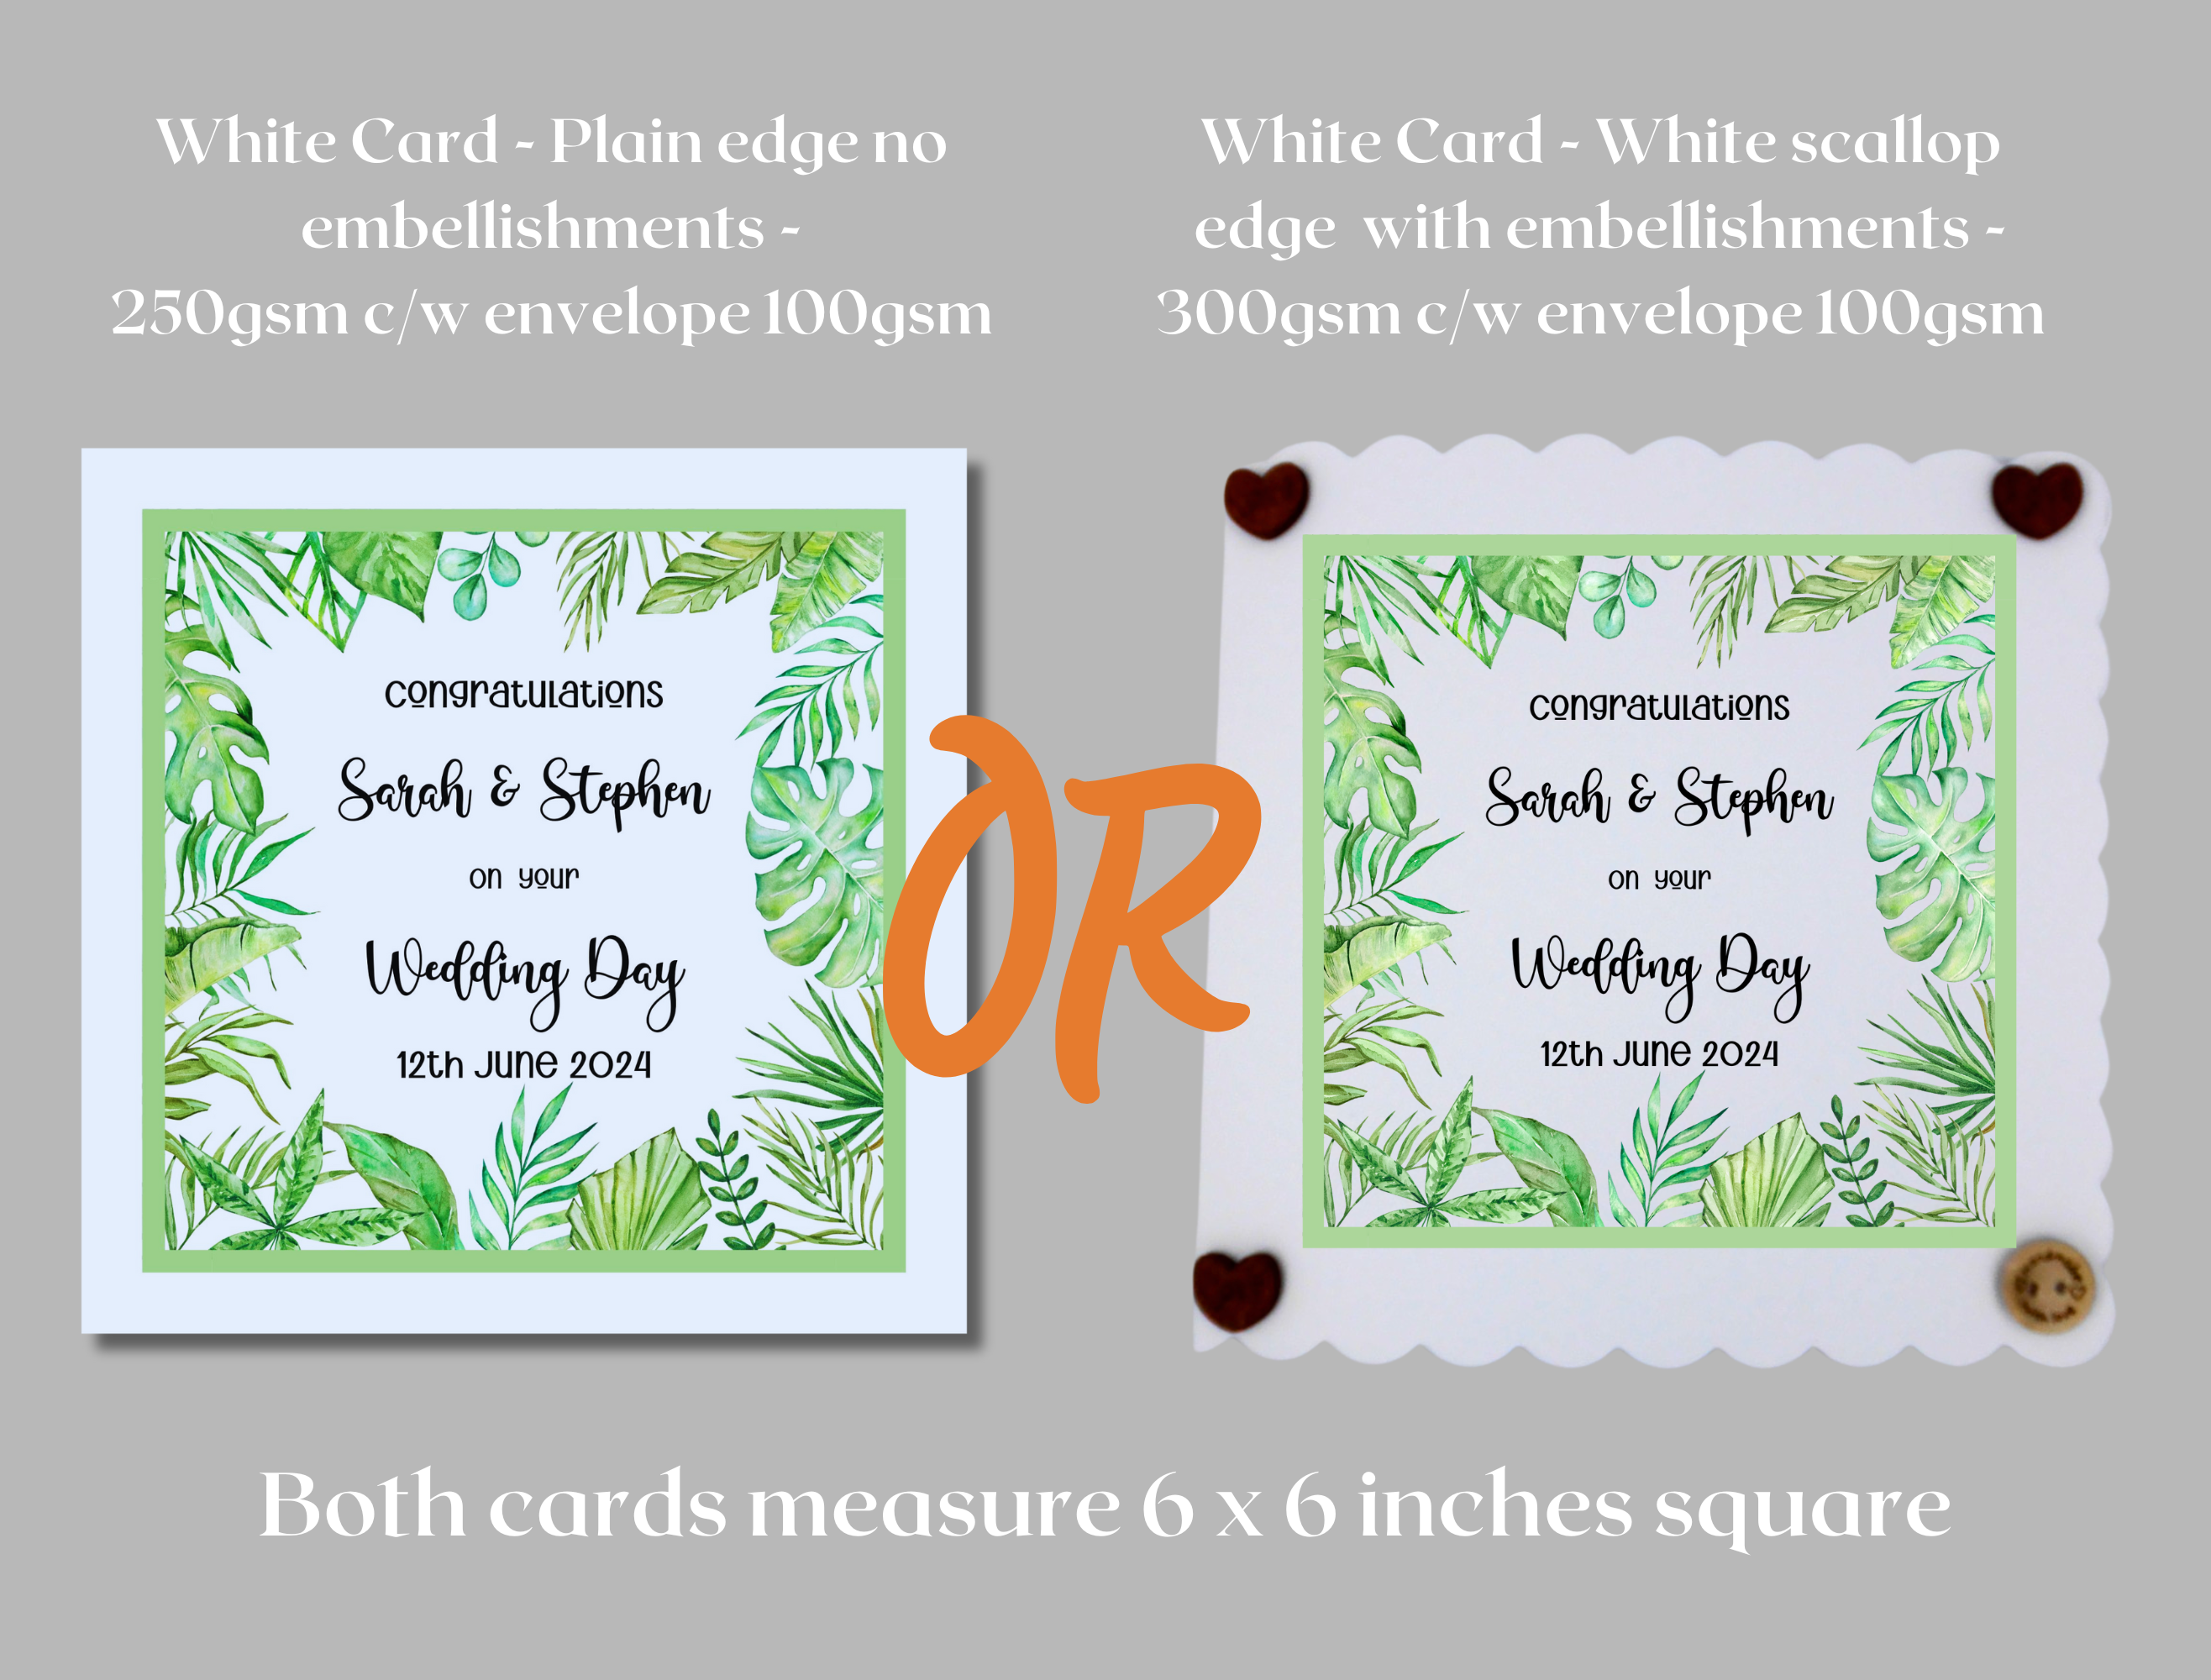 White Card - Plain edge no
embellishments -
250gsm c/w envelope 100gsm
White Card - White scallop
edge with embellishments -
300gsm c/w envelope 100gsm
congratulations
Sarah & Stephen
on your
Wedding Day
12th June 2024
OR
congratulations
Sarah & Stephen
on your
Wedding Day
12th June 2024
Both cards measure 6 x 6 inches square